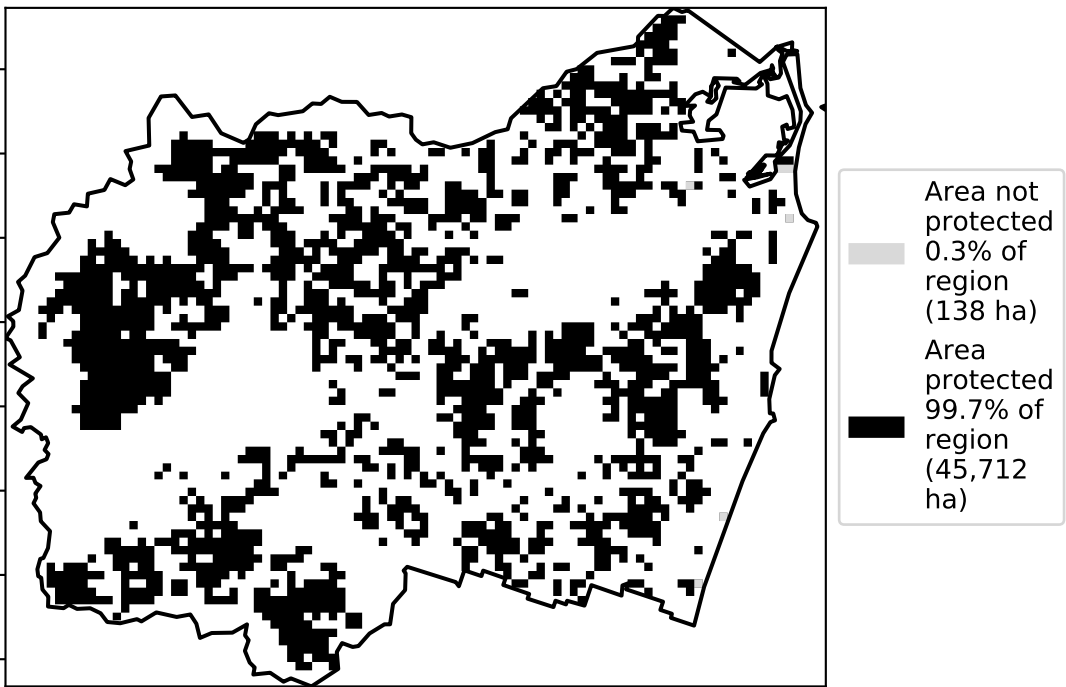 Area not
protected
0.3% of
region
(138 ha)
Area
protected
99.7% of
region
(45,712
ha)